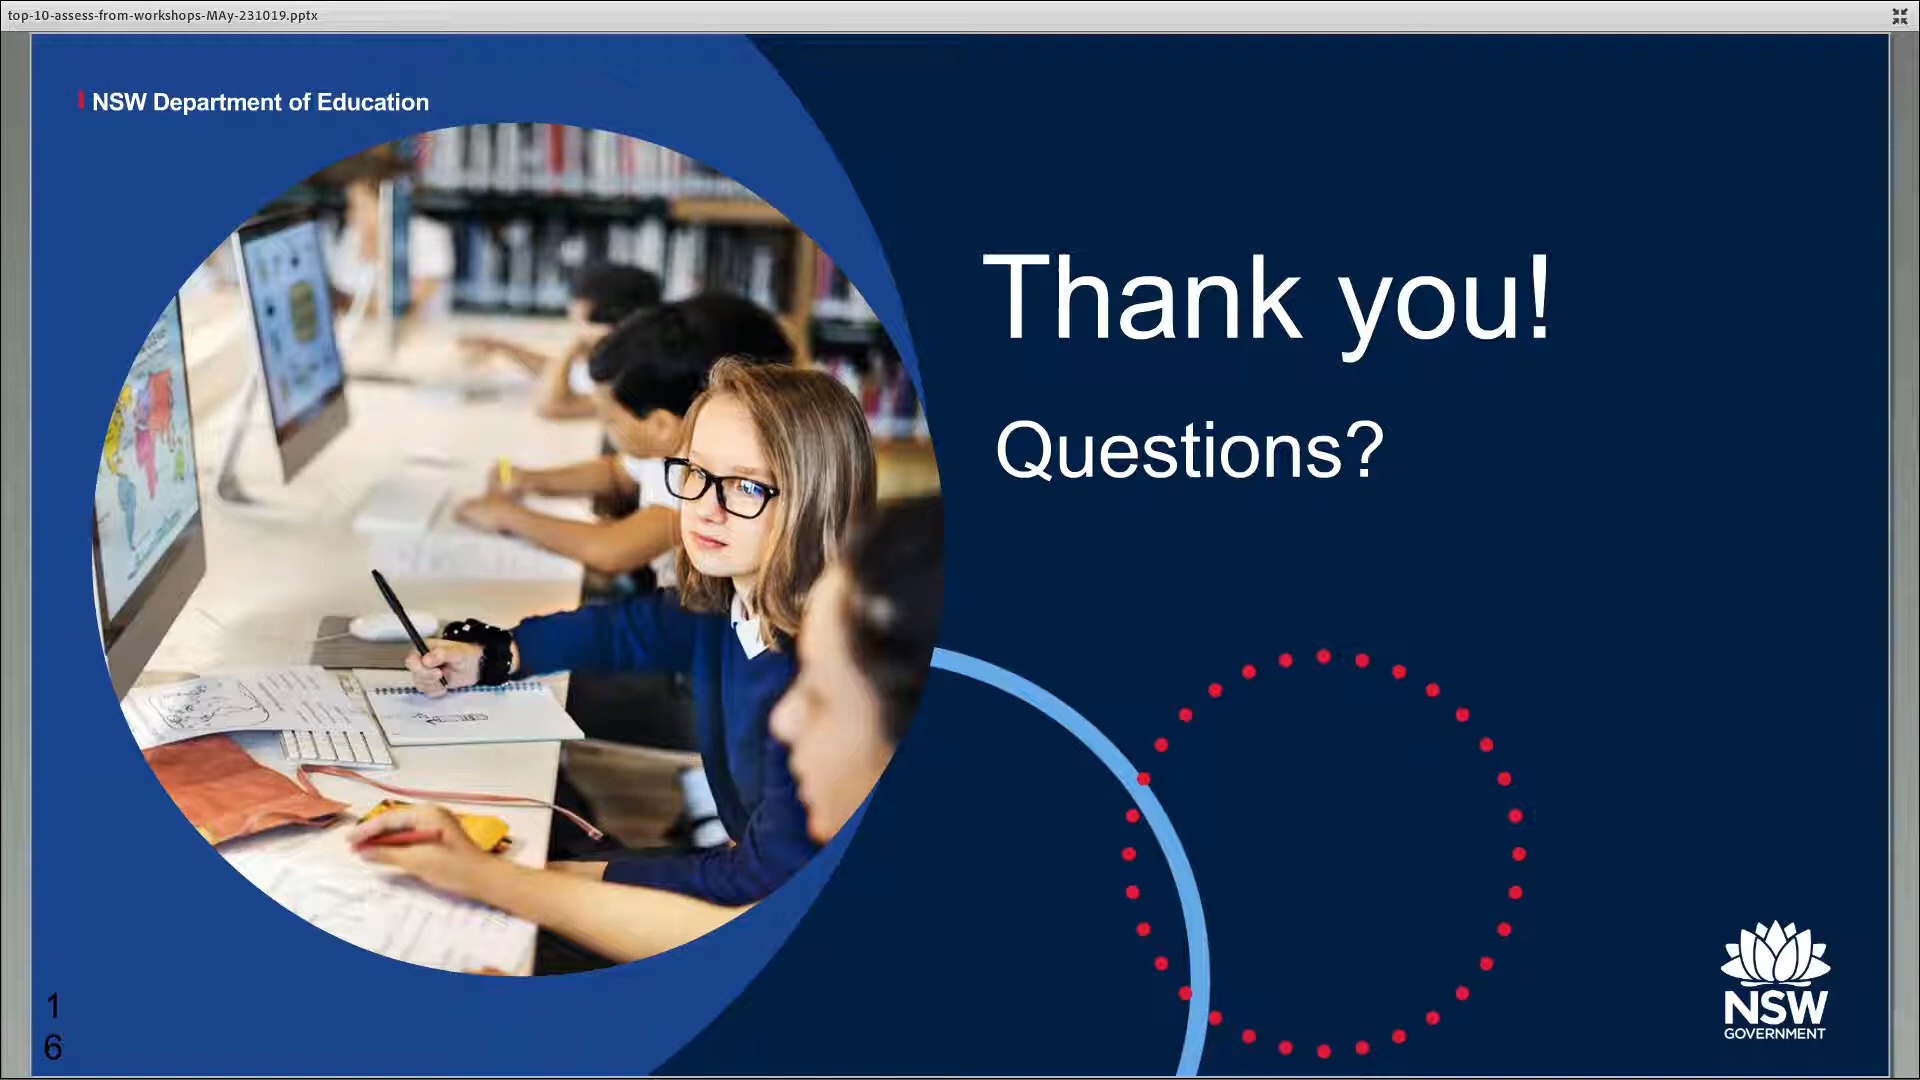 top-10-assess-from-workshops-MAy-231019.pptx
NSW Department of Education
Thank you!
Questions?
1
6
NSW
GOVERNMENT